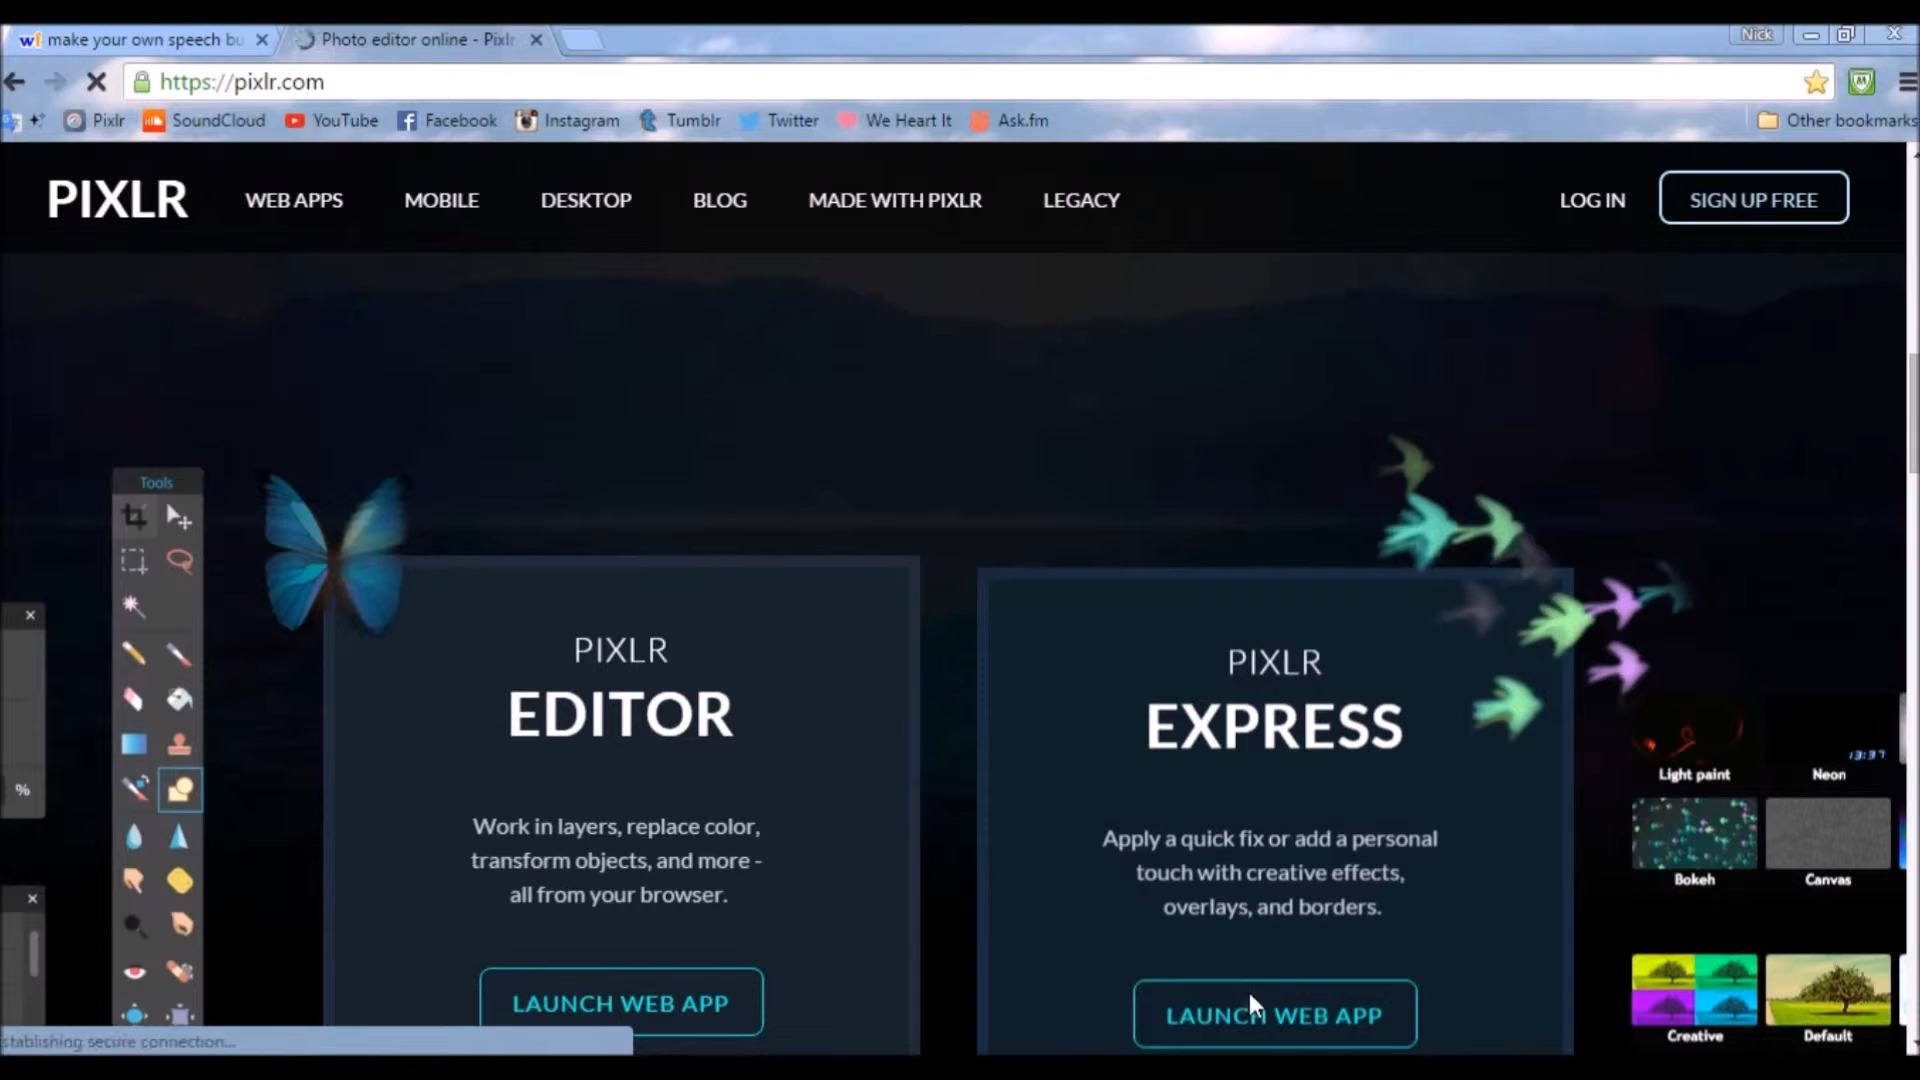 make your own speech bu
Photo editor online - Pixlr
Nick
https://pixlr.com
Pixlr
SoundCloud
YouTube
Facebook
Instagram
Tumblr
Twitter
We Heart It
Ask.fm
Other bookmarks
PIXLR
WEB APPS
MOBILE
DESKTOP
BLOG
MADE WITH PIXLR
LEGACY
LOG IN
SIGN UP FREE
Tools
%
PIXLR
EDITOR
Work in layers, replace color,
transform objects, and more -
all from your browser.
LAUNCH WEB APP
PIXLR
EXPRESS
Apply a quick fix or add a personal
touch with creative effects,
overlays, and borders.
LAUNCH WEB APP
13:37
Light paint
Neon
Bokeh
Canvas
Creative
Default
stablishing secure connection...